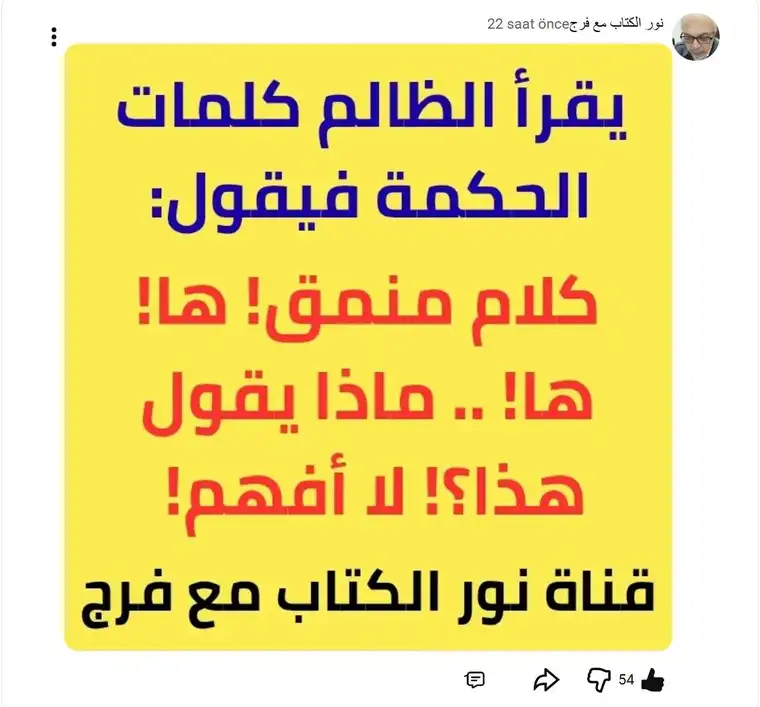 نور الكتاب مع فرج 22 saat önce
يقرأ الظالم كلمات
الحكمة فيقول:
كلام منمق! ها!
ها! .. ماذا يقول
هذا؟! لا أفهم!
قناة نور الكتاب مع فرج
54